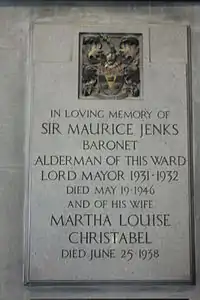 IN LOVING MEMORY OF
SIR MAURICE JENKS
BARONET
ALDERMAN OF THIS WARD
LORD MAYOR 1931-1932
DIED MAY 19·1946
AND OF HIS WIFE
MARTHA LOUISE
CHRISTABEL
DIED JUNE 25 1938